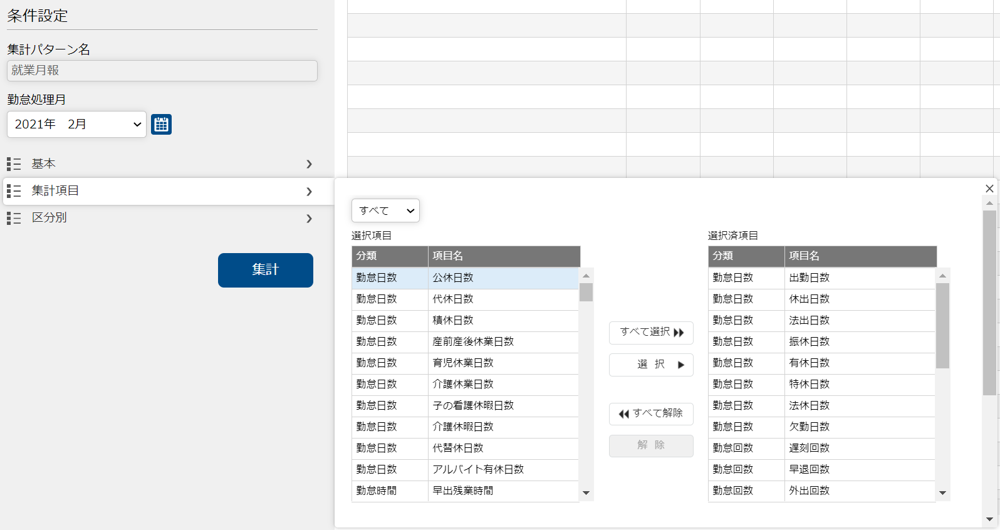 条件設定
集計パターン名
就業月報
勤怠処理月
2021年 2月
基本
集計項目
区分別
集計
すべて
選択項目
分類 項目名
勤怠日数 公休日数
勤怠日数 代休日数
勤怠日数 積休日数
勤怠日数 産前産後休業日数
勤怠日数 育児休業日数
勤怠日数 介護休業日数
勤怠日数 子の看護休暇日数
勤怠日数 介護休暇日数
勤怠日数 代替休日数
勤怠日数 アルバイト有休日数
勤怠時間 早出残業時間
すべて選択
選 択
すべて解除
解 除
選択済項目
分類 項目名
勤怠日数 出勤日数
勤怠日数 休出日数
勤怠日数 法出日数
勤怠日数 振休日数
勤怠日数 有休日数
勤怠日数 特休日数
勤怠日数 法休日数
勤怠日数 欠勤日数
勤怠回数 遅刻回数
勤怠回数 早退回数
勤怠回数 外出回数